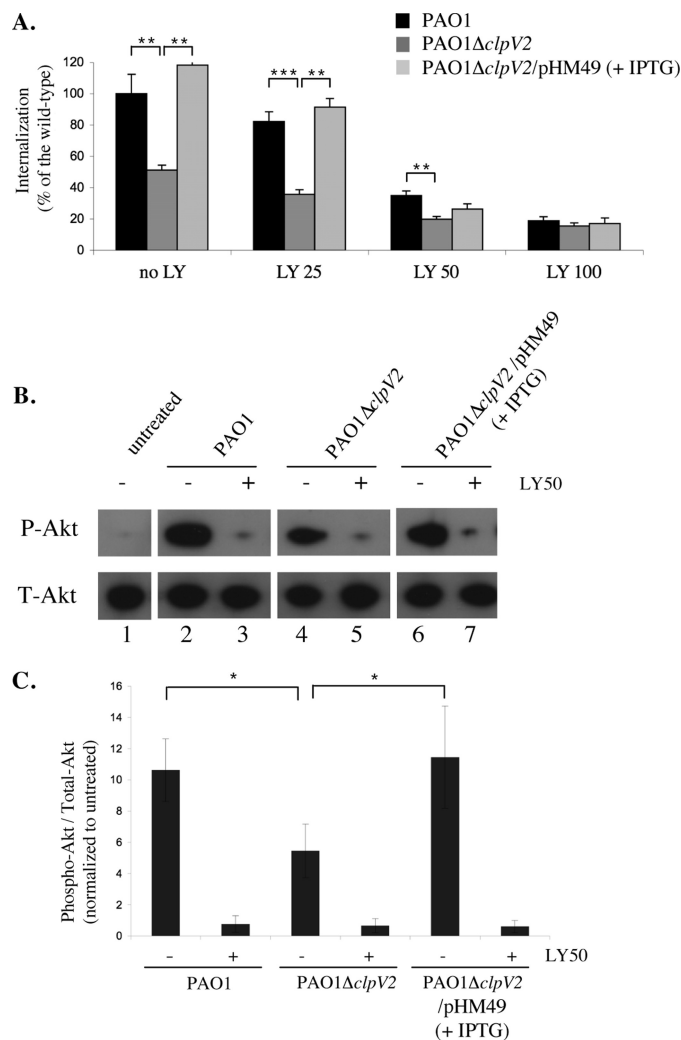 A.
PAO1
PAO1ΔclpV2
PAO1ΔclpV2/pHM49 (+ IPTG)
Internalization
(% of the wild-type)
120
100
80
60
40
20
0
** **
*** **
**
no LY LY 25 LY 50 LY 100
B.
untreated
PAO1
PAO1ΔclpV2
PAO1ΔclpV2/pHM49
(+ IPTG)
- - + - + - + LY50
P-Akt
T-Akt
1 2 3 4 5 6 7
C.
Phospho-Akt / Total-Akt
(normalized to untreated)
16
14
12
10
8
6
4
2
0
* *
- + - + - + LY50
PAO1 PAO1ΔclpV2 PAO1ΔclpV2
/pHM49
(+ IPTG)